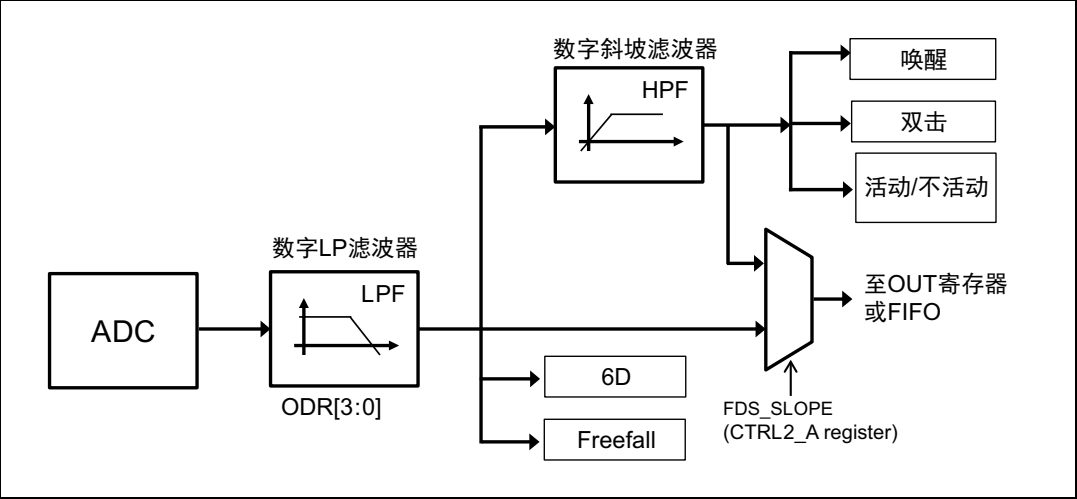 数字斜坡滤波器
HPF
唤醒
双击
活动/不活动
数字LP滤波器
LPF
ADC
至OUT寄存器
或FIFO
ODR[3:0]
6D
Freefall
FDS_SLOPE
(CTRL2_A register)